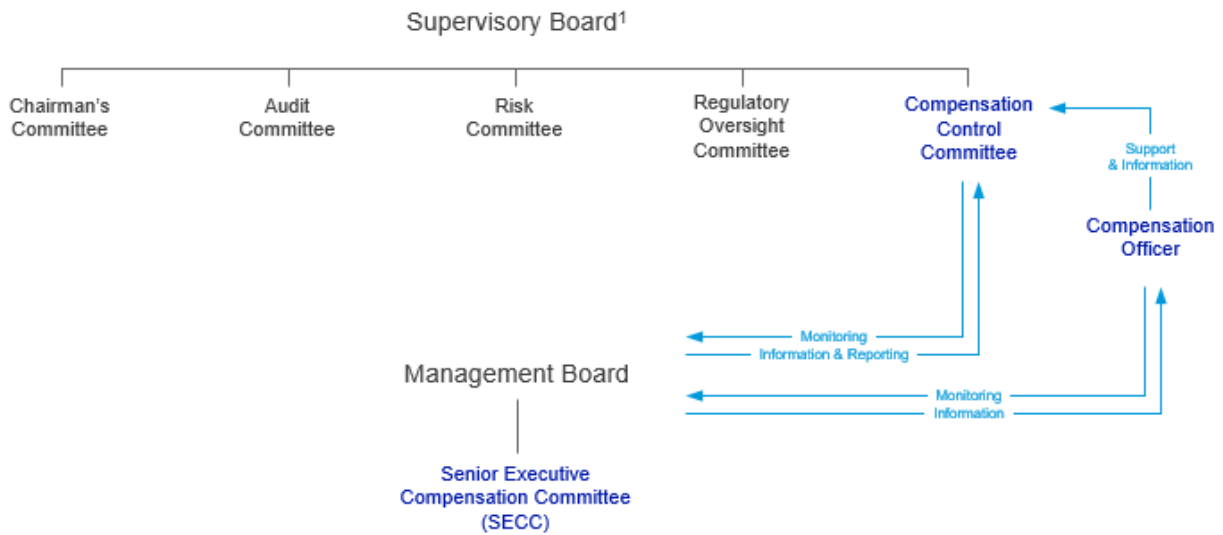 Supervisory Board¹
Chairman's
Committee
Audit
Committee
Risk
Committee
Regulatory
Oversight
Committee
Compensation
Control
Committee
Support
& Information
Compensation
Officer
Monitoring
Information & Reporting
Management Board
Monitoring
Information
Senior Executive
Compensation Committee
(SECC)